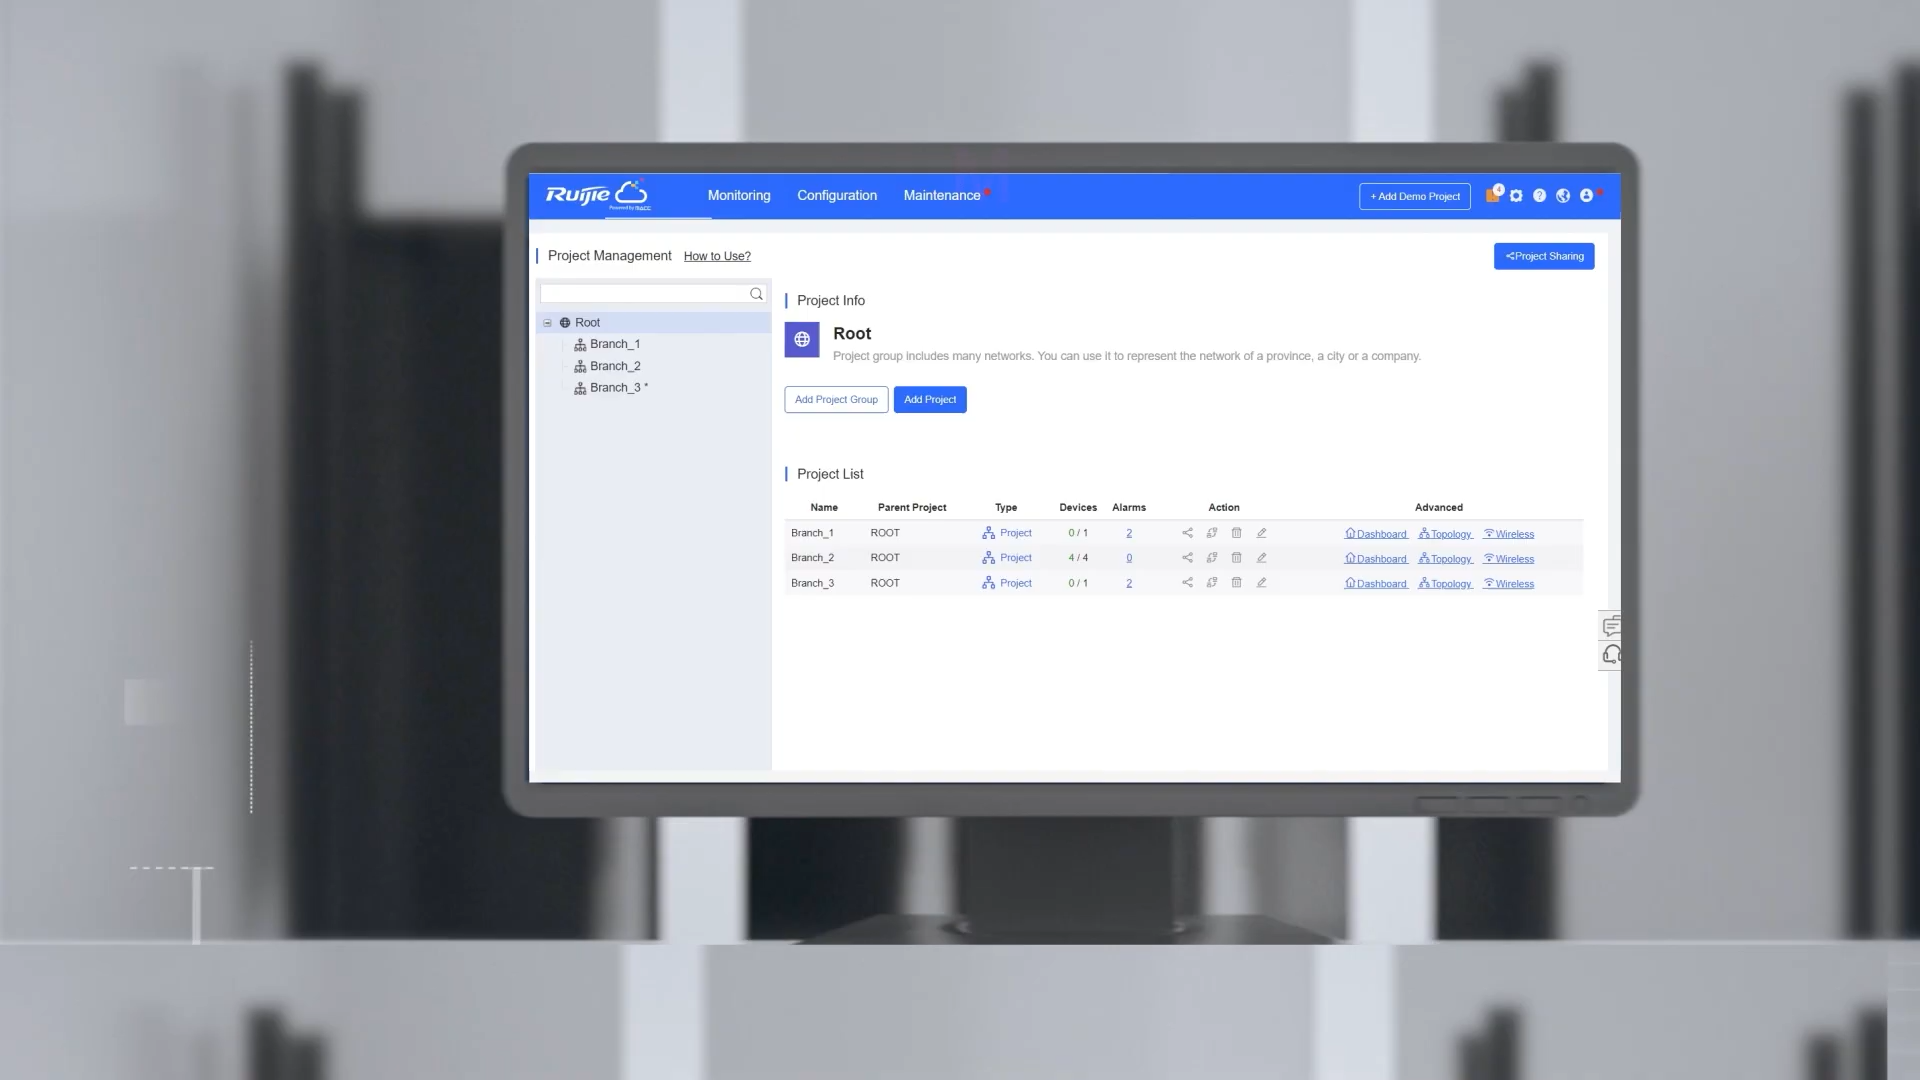 Ruijie
Powered by MACC
Monitoring
Configuration
Maintenance
+ Add Demo Project
4
Project Management
How to Use?
Project Sharing
Root
Branch_1
Branch_2
Branch_3 *
Project Info
Root
Project group includes many networks. You can use it to represent the network of a province, a city or a company.
Add Project Group
Add Project
Project List
Name Parent Project Type Devices Alarms Action Advanced
Branch_1 ROOT Project 0 / 1 2 Dashboard Topology Wireless
Branch_2 ROOT Project 4 / 4 0 Dashboard Topology Wireless
Branch_3 ROOT Project 0 / 1 2 Dashboard Topology Wireless